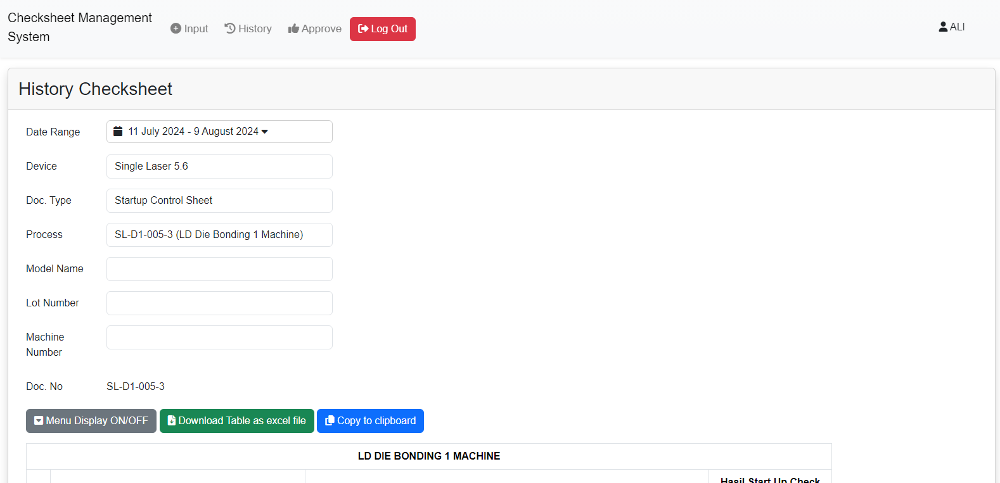 Checksheet Management
System
Input
History
Approve
Log Out
ALI
History Checksheet
Date Range
11 July 2024 - 9 August 2024
Device
Single Laser 5.6
Doc. Type
Startup Control Sheet
Process
SL-D1-005-3 (LD Die Bonding 1 Machine)
Model Name
Lot Number
Machine
Number
Doc. No
SL-D1-005-3
Menu Display ON/OFF
Download Table as excel file
Copy to clipboard
LD DIE BONDING 1 MACHINE
Hasil Start Up Check